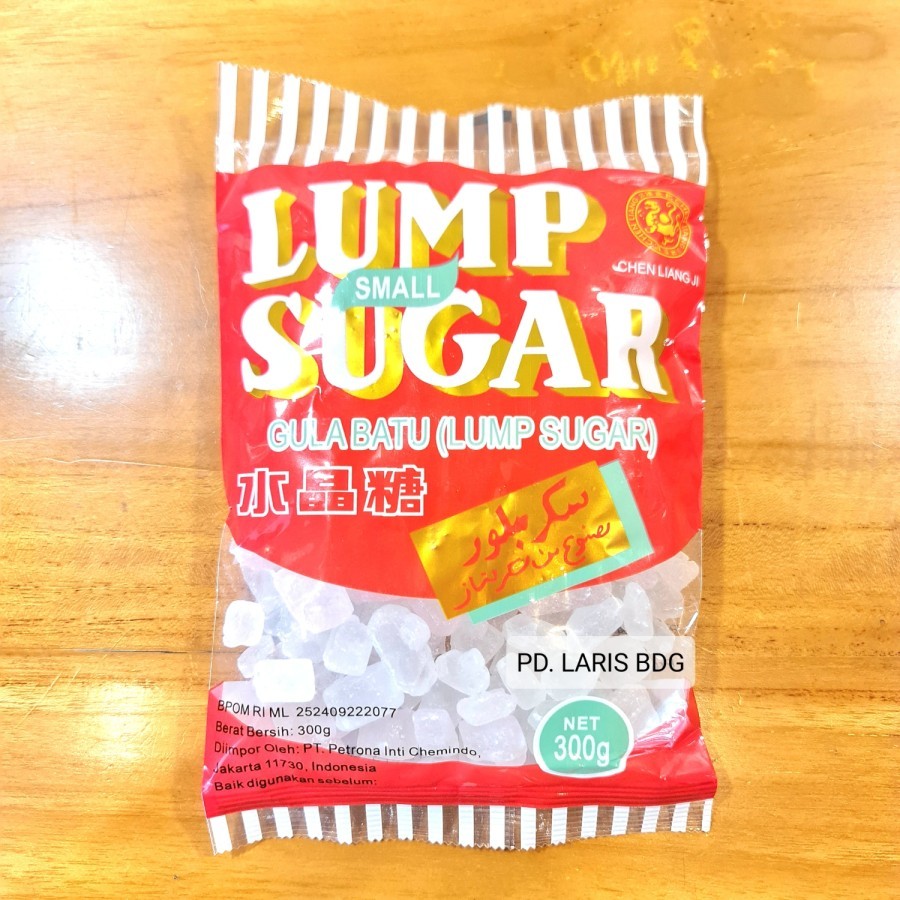 LUMP
SMALL
SUGAR
CHEN LIANG JI
GULA BATU (LUMP SUGAR)
水晶糖
سكر بلور
PD. LARIS BDG
NET
300g
BPOM RI ML 252409222077
Berat Bersih: 300g
Diimpor Oleh: PT. Petrona Inti Chemindo,
Jakarta 11730, Indonesia
Baik digunakan sebelum: